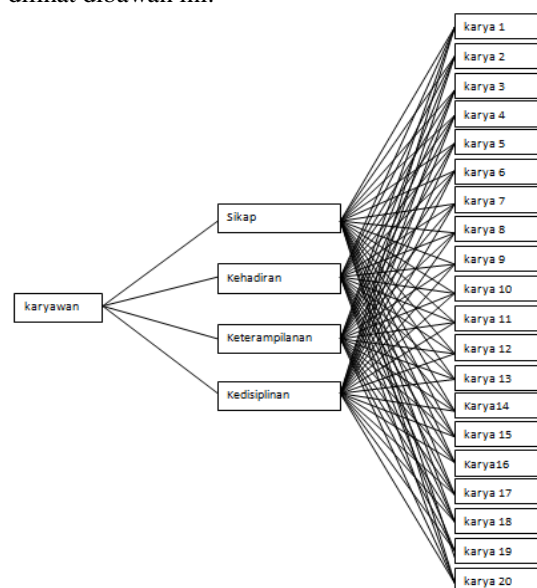 karyawan
Sikap
Kehadiran
Keterampilanan
Kedisiplinan
karya 1
karya 2
karya 3
karya 4
karya 5
karya 6
karya 7
karya 8
karya 9
karya 10
karya 11
karya 12
karya 13
Karya14
karya 15
Karya16
karya 17
karya 18
karya 19
karya 20